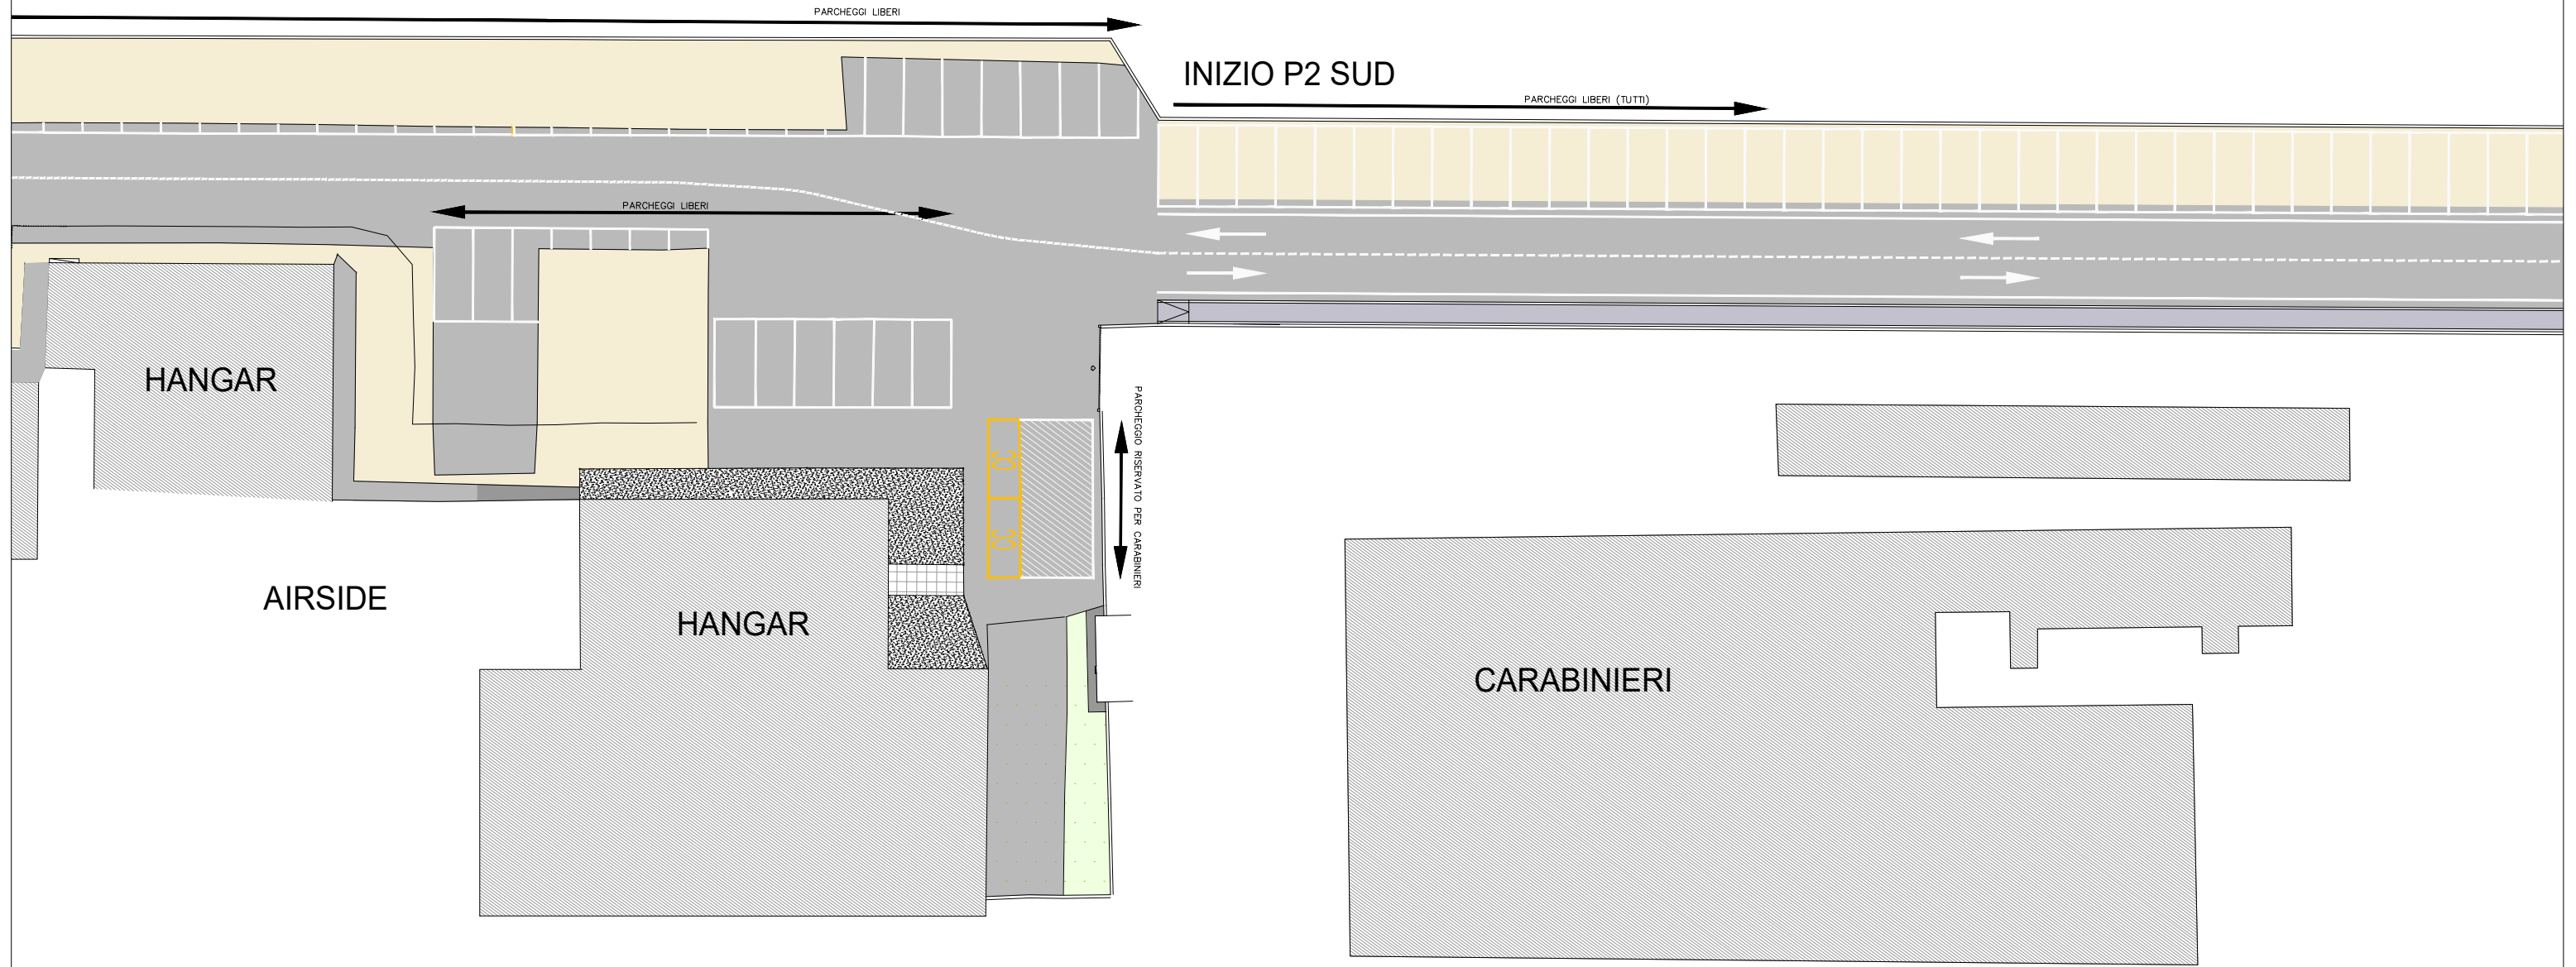 PARCHEGGI LIBERI
INIZIO P2 SUD
PARCHEGGI LIBERI (TUTTI)
PARCHEGGI LIBERI
HANGAR
PARCHEGGIO RISERVATO PER CARABINIERI
AIRSIDE
HANGAR
CARABINIERI